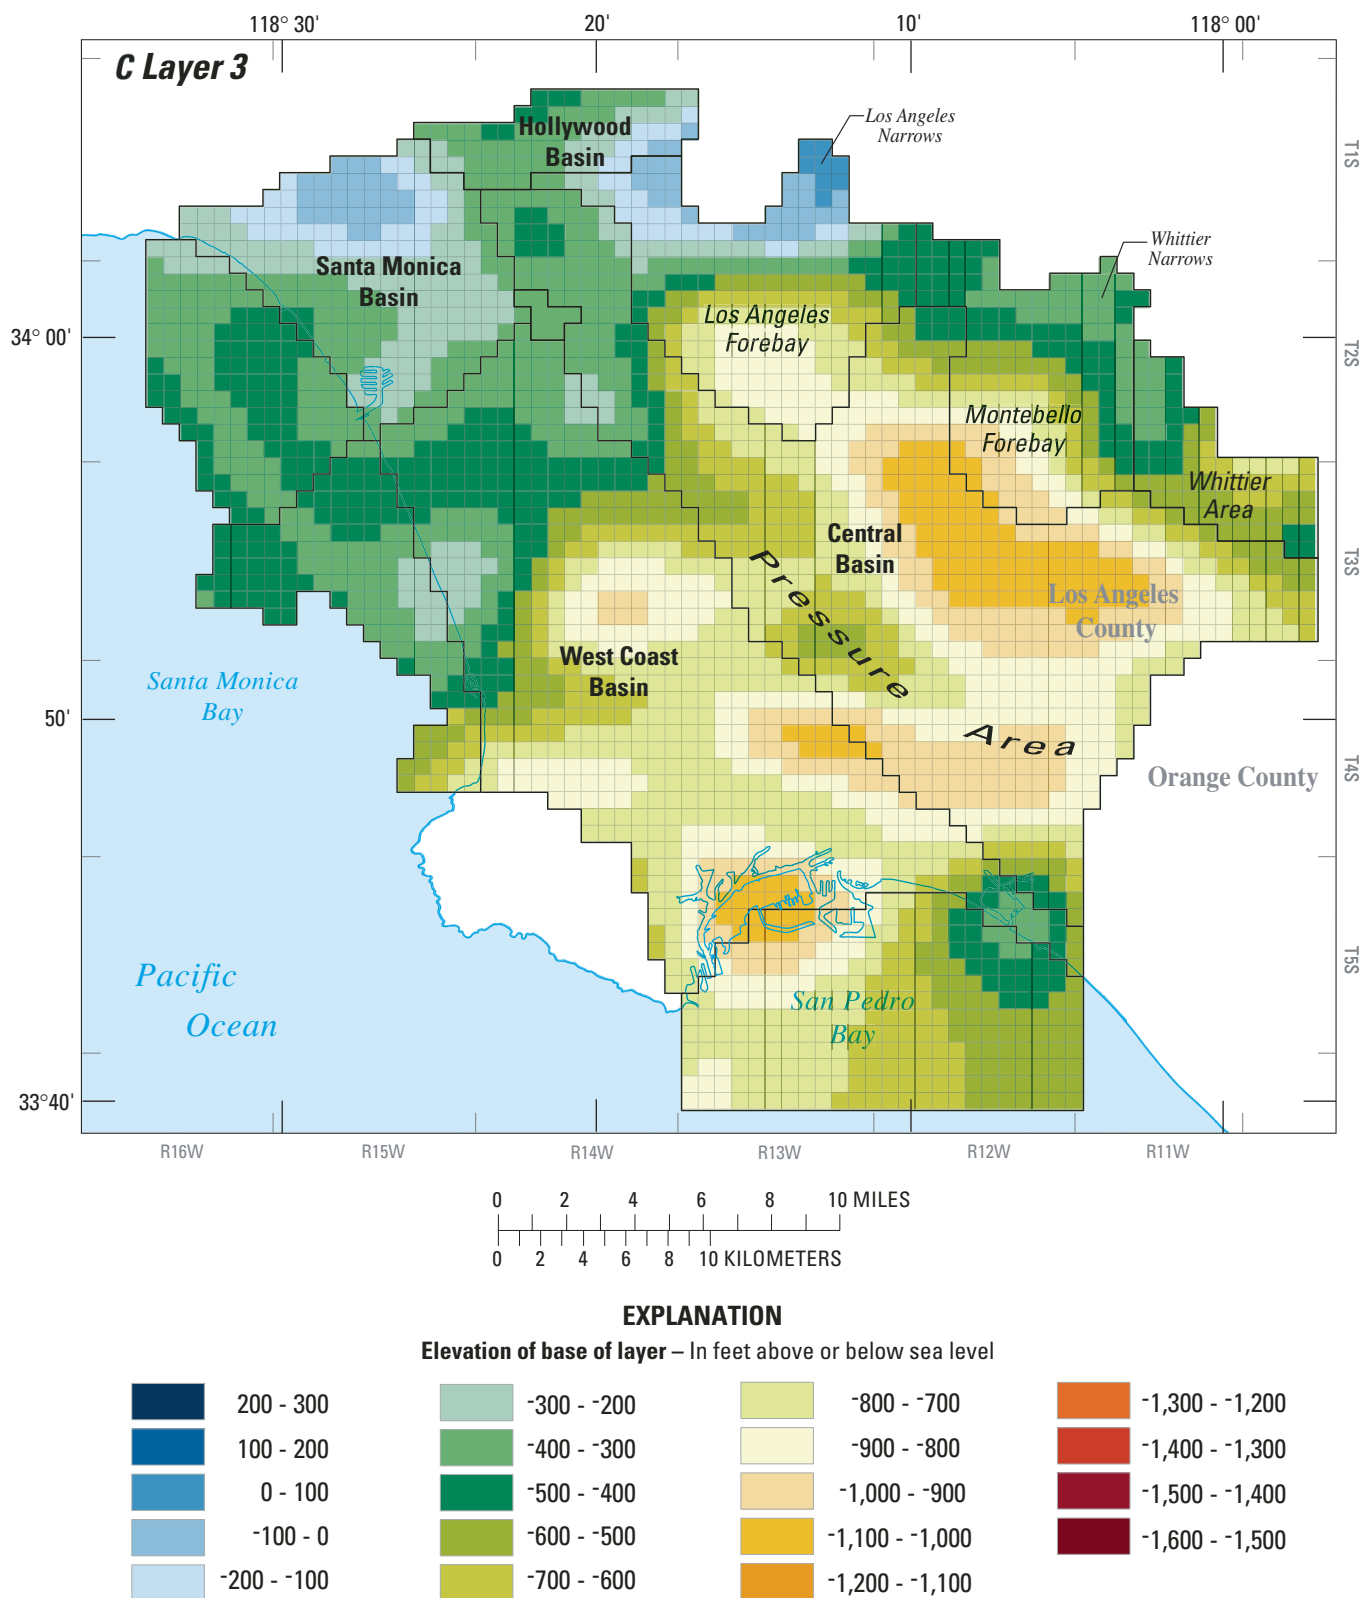 118° 30' 20' 10' 118° 00'
C Layer 3
Hollywood
Basin
Los Angeles
Narrows
T1S
Whittier
Narrows
Santa Monica
Basin
34° 00'
Los Angeles
Forebay
T2S
Montebello
Forebay
Whittier
Area
Central
Basin
T3S
Pressure
Los Angeles
County
West Coast
Basin
Santa Monica
Bay
50'
Area
T4S
Orange County
Pacific
Ocean
San Pedro
Bay
T5S
33°40'
R16W R15W R14W R13W R12W R11W
0 2 4 6 8 10 MILES
0 2 4 6 8 10 KILOMETERS
EXPLANATION
Elevation of base of layer – In feet above or below sea level
200 - 300
100 - 200
0 - 100
-100 - 0
-200 - -100
-300 - -200
-400 - -300
-500 - -400
-600 - -500
-700 - -600
-800 - -700
-900 - -800
-1,000 - -900
-1,100 - -1,000
-1,200 - -1,100
-1,300 - -1,200
-1,400 - -1,300
-1,500 - -1,400
-1,600 - -1,500